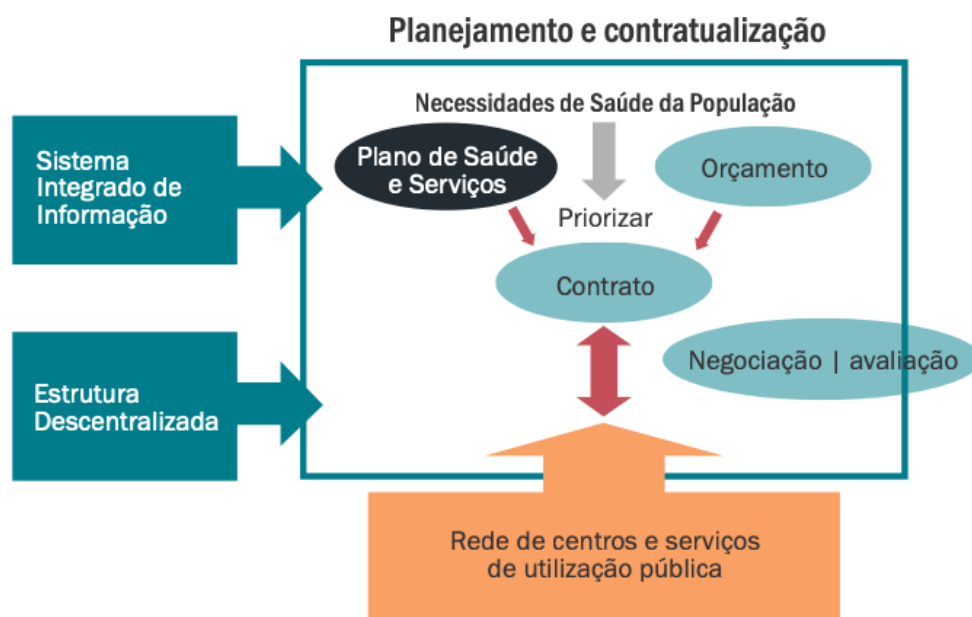 Planejamento e contratualização
Necessidades de Saúde da População
Sistema
Integrado de
Informação
Plano de Saúde
e Serviços
Orçamento
Priorizar
Contrato
Negociação | avaliação
Estrutura
Descentralizada
Rede de centros e serviços
de utilização pública